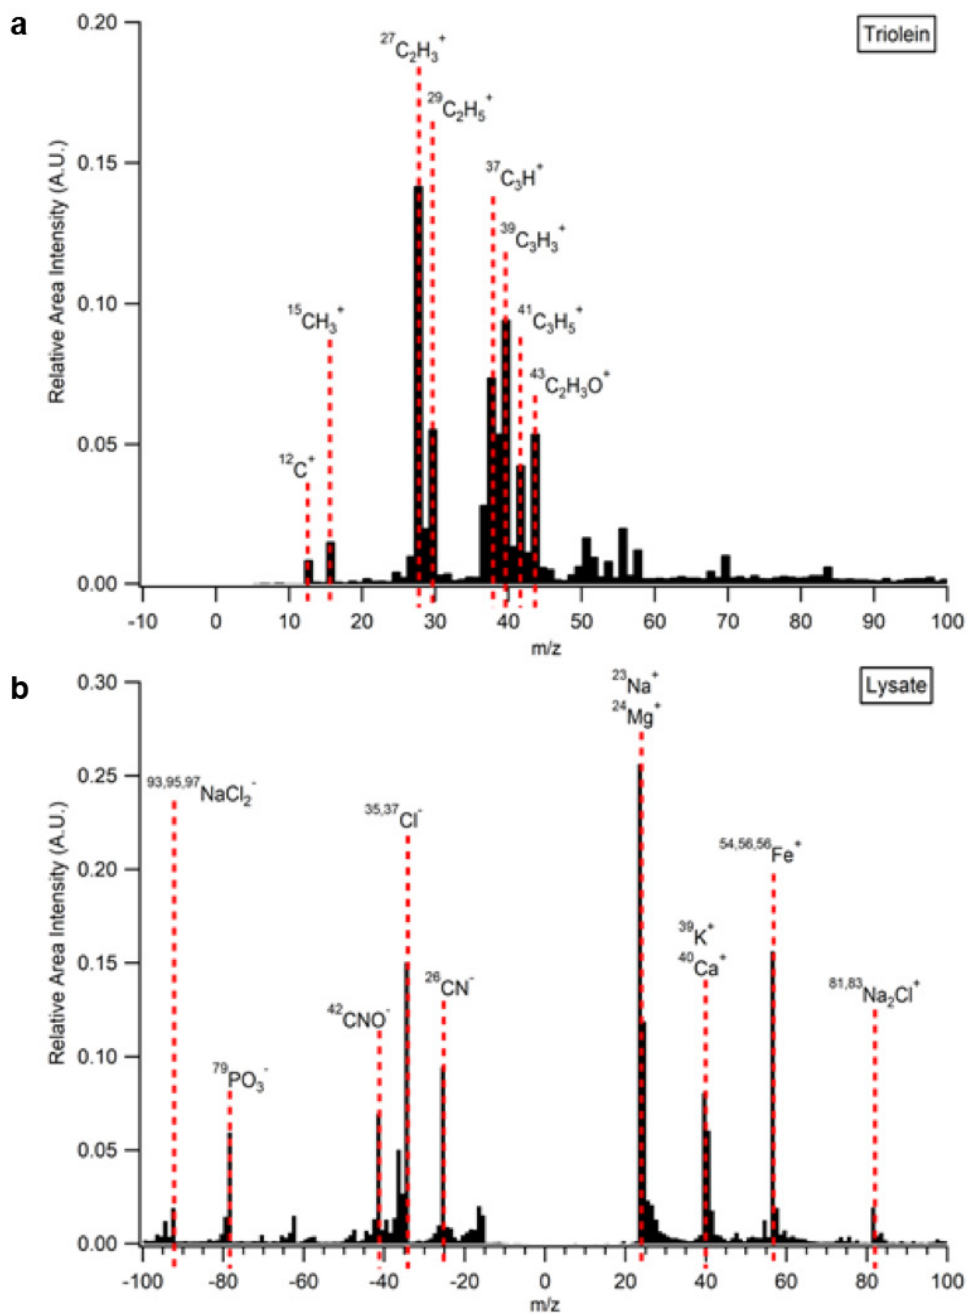 a
Triolein
Relative Area Intensity (A.U.)
0.20
0.15
0.10
0.05
0.00
²⁷C₂H₃⁺
²⁹C₂H₅⁺
³⁷C₃H⁺
³⁹C₃H₃⁺
¹⁵CH₃⁺
⁴¹C₃H₅⁺
⁴³C₂H₃O⁺
¹²C⁺
-10 0 10 20 30 40 50 60 70 80 90 100
m/z
b
Lysate
Relative Area Intensity (A.U.)
0.30
0.25
0.20
0.15
0.10
0.05
0.00
²³Na⁺
²⁴Mg⁺
⁹³,⁹⁵,⁹⁷NaCl₂⁻
³⁵,³⁷Cl⁻
⁵⁴,⁵⁶,⁵⁶Fe⁺
³⁹K⁺
⁴⁰Ca⁺
²⁶CN⁻
⁸¹,⁸³Na₂Cl⁺
⁴²CNO⁻
⁷⁹PO₃⁻
-100 -80 -60 -40 -20 0 20 40 60 80 100
m/z